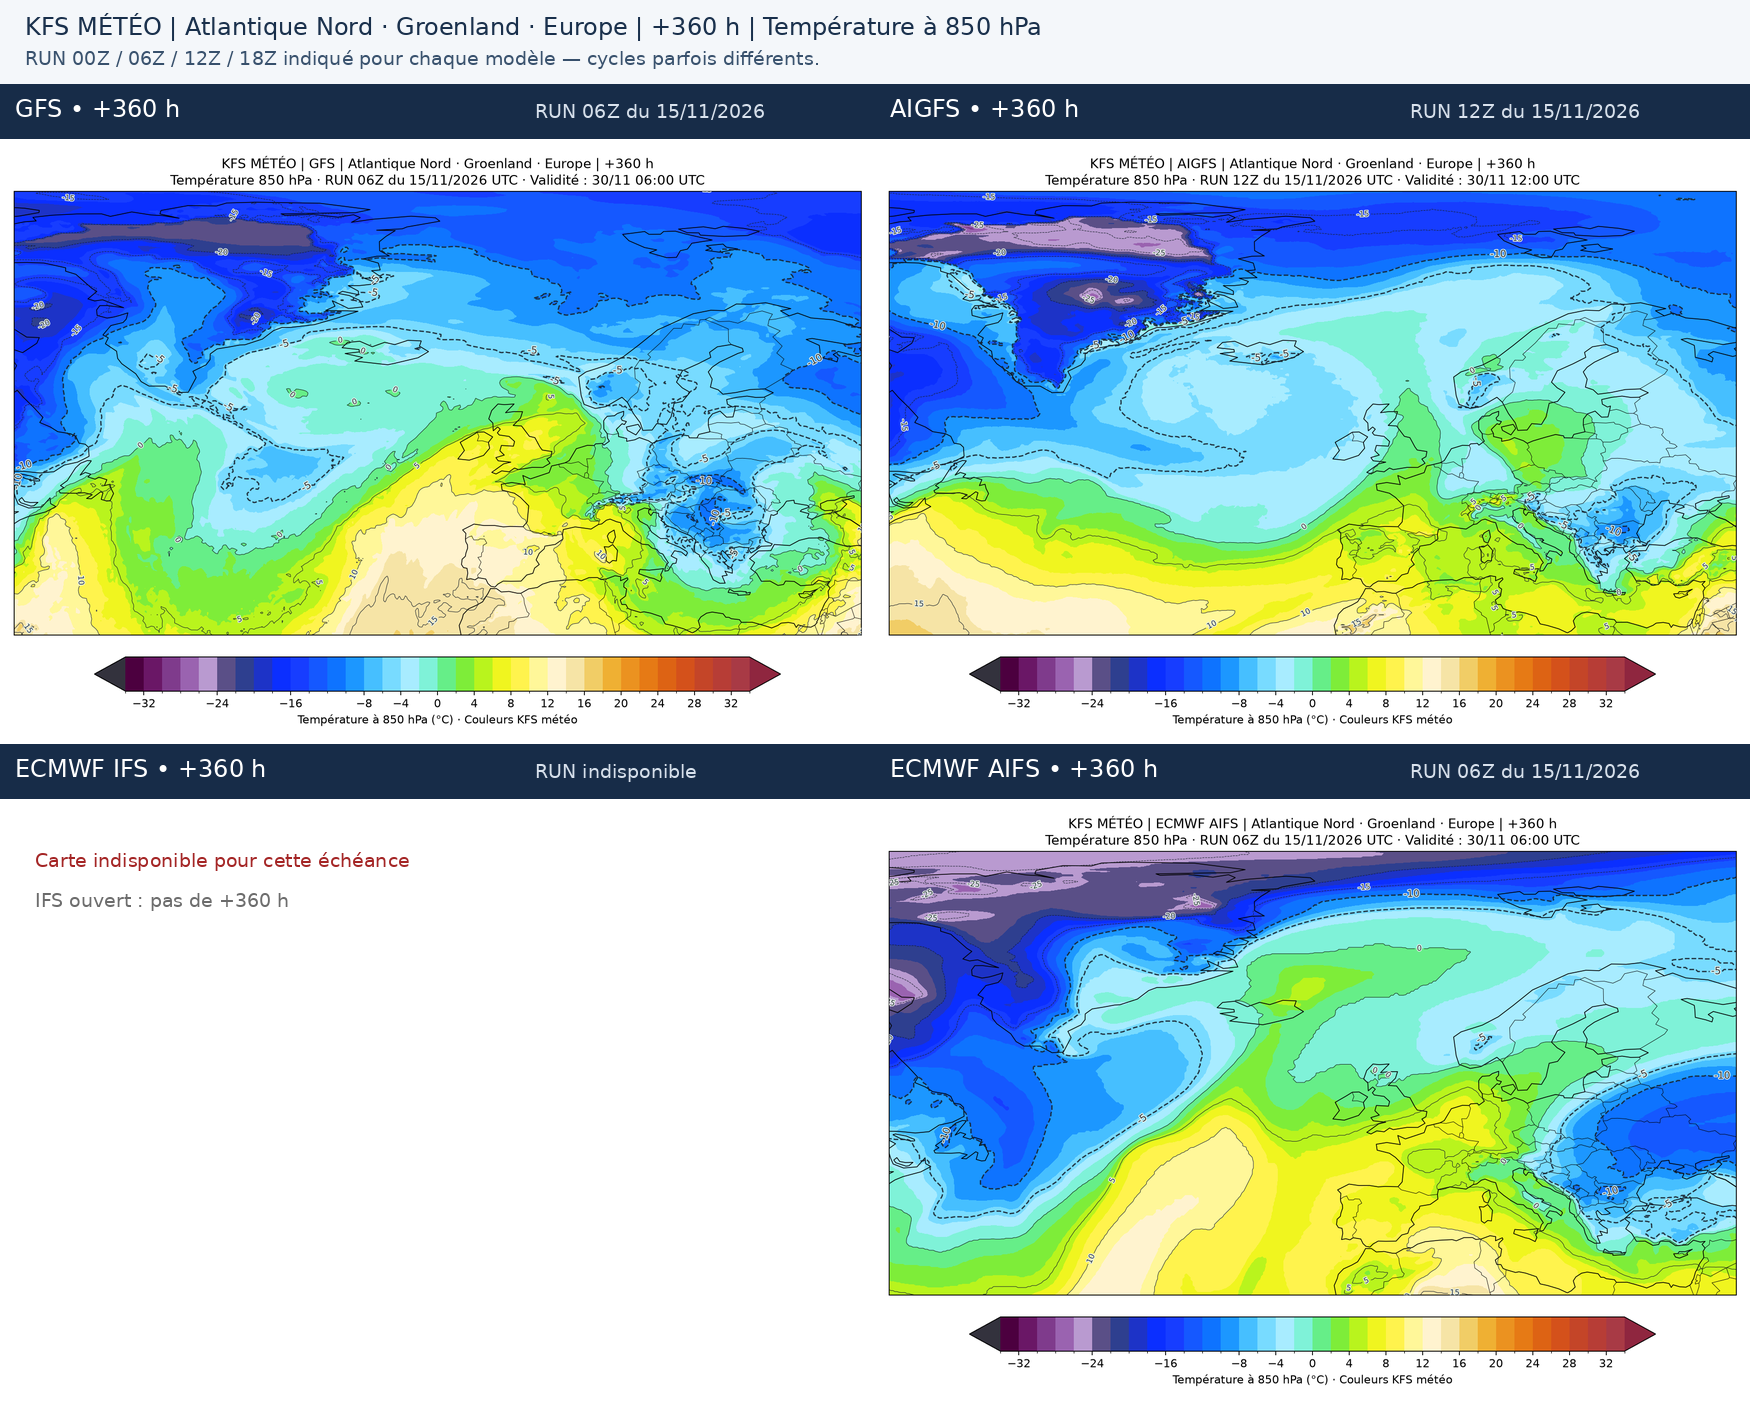 KFS MÉTÉO | Atlantique Nord · Groenland · Europe | +360 h | Température à 850 hPa
RUN 00Z / 06Z / 12Z / 18Z indiqué pour chaque modèle — cycles parfois différents.
GFS • +360 h
RUN 06Z du 15/11/2026
KFS MÉTÉO | GFS | Atlantique Nord · Groenland · Europe | +360 h
Température 850 hPa · RUN 06Z du 15/11/2026 UTC · Validité : 30/11 06:00 UTC
−32 −24 −16 −8 −4 0 4 8 12 16 20 24 28 32
Température à 850 hPa (°C) · Couleurs KFS météo
AIGFS • +360 h
RUN 12Z du 15/11/2026
KFS MÉTÉO | AIGFS | Atlantique Nord · Groenland · Europe | +360 h
Température 850 hPa · RUN 12Z du 15/11/2026 UTC · Validité : 30/11 12:00 UTC
−32 −24 −16 −8 −4 0 4 8 12 16 20 24 28 32
Température à 850 hPa (°C) · Couleurs KFS météo
ECMWF IFS • +360 h
RUN indisponible
Carte indisponible pour cette échéance
IFS ouvert : pas de +360 h
ECMWF AIFS • +360 h
RUN 06Z du 15/11/2026
KFS MÉTÉO | ECMWF AIFS | Atlantique Nord · Groenland · Europe | +360 h
Température 850 hPa · RUN 06Z du 15/11/2026 UTC · Validité : 30/11 06:00 UTC
−32 −24 −16 −8 −4 0 4 8 12 16 20 24 28 32
Température à 850 hPa (°C) · Couleurs KFS météo